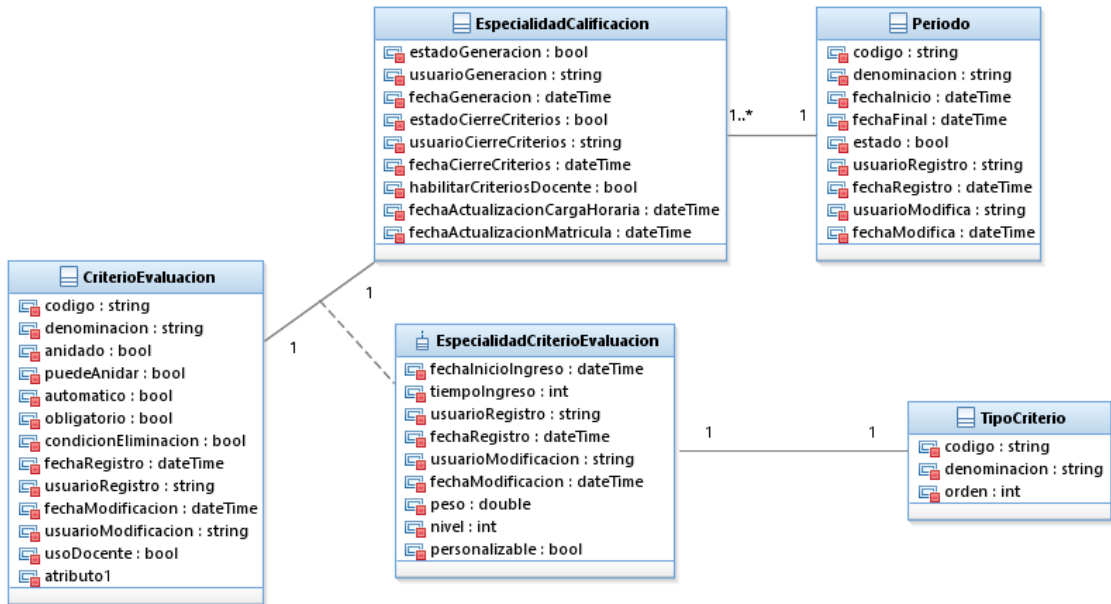 EspecialidadCalificacion
estadoGeneracion : bool
usuarioGeneracion : string
fechaGeneracion : dateTime
estadoCierreCriterios : bool
usuarioCierreCriterios : string
fechaCierreCriterios : dateTime
habilitarCriteriosDocente : bool
fechaActualizacionCargaHoraria : dateTime
fechaActualizacionMatricula : dateTime
1..*
1
Periodo
codigo : string
denominacion : string
fechaInicio : dateTime
fechaFinal : dateTime
estado : bool
usuarioRegistro : string
fechaRegistro : dateTime
usuarioModifica : string
fechaModifica : dateTime
CriterioEvaluacion
codigo : string
denominacion : string
anidado : bool
puedeAnidar : bool
automatico : bool
obligatorio : bool
condicionEliminacion : bool
fechaRegistro : dateTime
usuarioRegistro : string
fechaModificacion : dateTime
usuarioModificacion : string
usoDocente : bool
atributo1
1
1
EspecialidadCriterioEvaluacion
fechaInicioIngreso : dateTime
tiempoIngreso : int
usuarioRegistro : string
fechaRegistro : dateTime
usuarioModificacion : string
fechaModificacion : dateTime
peso : double
nivel : int
personalizable : bool
1
1
TipoCriterio
codigo : string
denominacion : string
orden : int